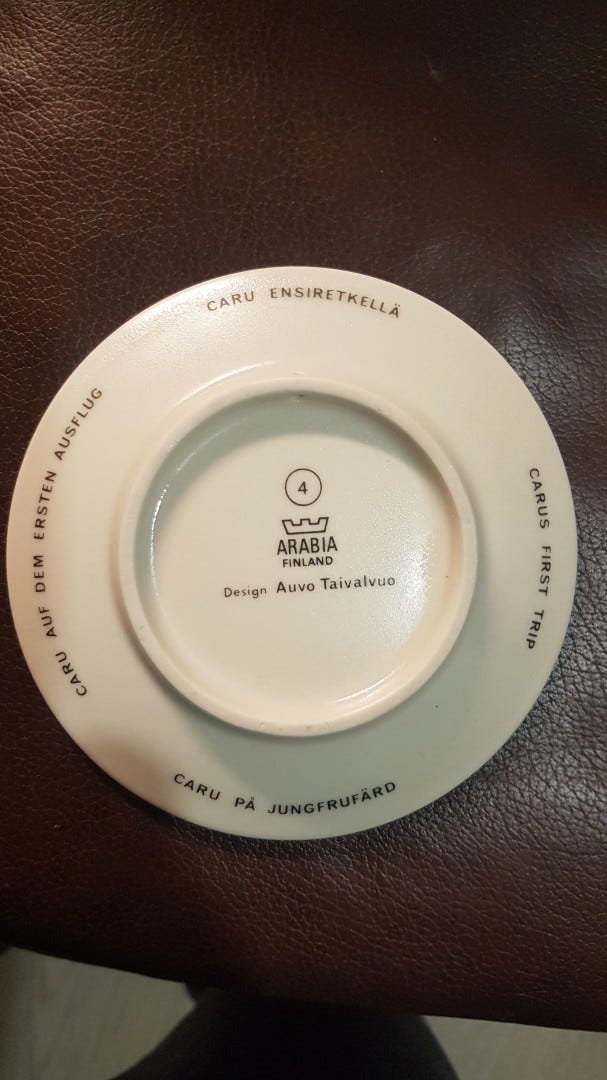 CARU ENSIRETKELLÄ
CARUS FIRST TRIP
CARU PÅ JUNGFRUFÄRD
CARU AUF DEM ERSTEN AUSFLUG
4
ARABIA
FINLAND
Design Auvo Taivalvuo